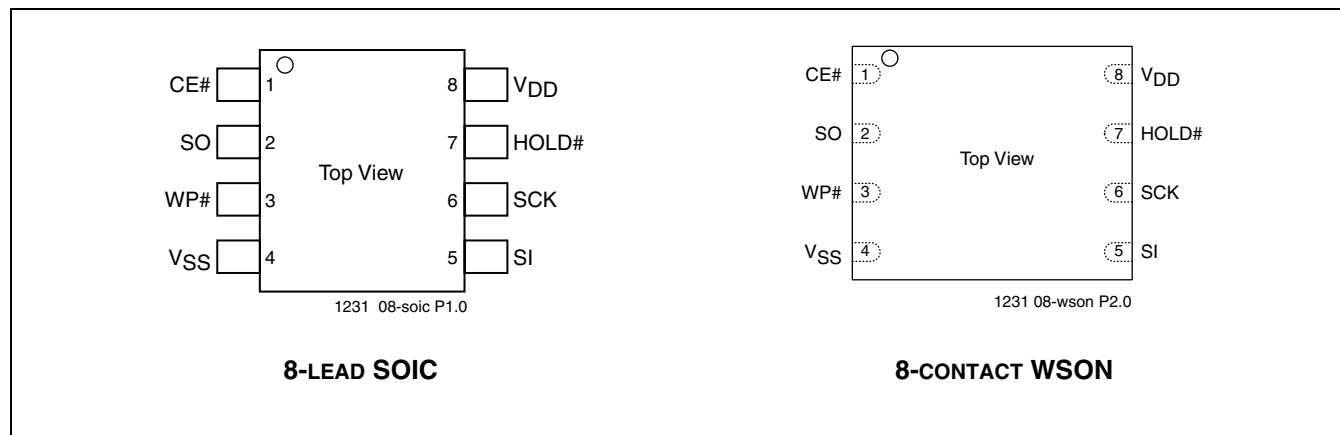 CE# 1 8 VDD
SO 2 7 HOLD#
Top View
WP# 3 6 SCK
VSS 4 5 SI
1231 08-soic P1.0
8-LEAD SOIC
CE# 1 8 VDD
SO 2 7 HOLD#
Top View
WP# 3 6 SCK
VSS 4 5 SI
1231 08-wson P2.0
8-CONTACT WSON